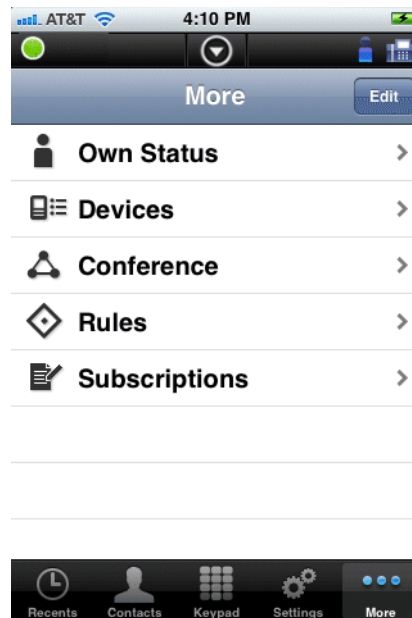 AT&T 4:10 PM
More Edit
Own Status
Devices
Conference
Rules
Subscriptions
Recents Contacts Keypad Settings More